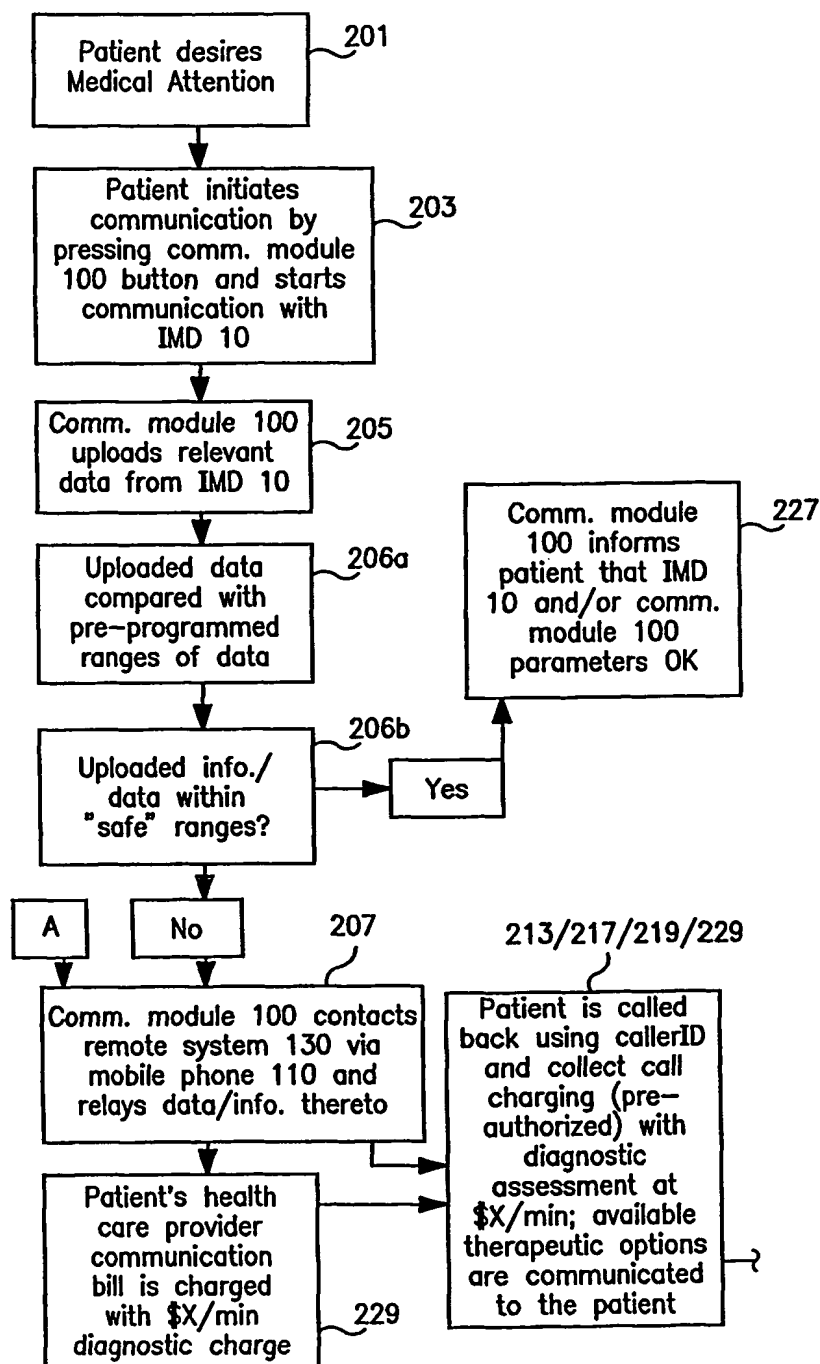 Patient desires
Medical Attention
201
Patient initiates
communication by
pressing comm. module
100 button and starts
communication with
IMD 10
203
Comm. module 100
uploads relevant
data from IMD 10
205
Uploaded data
compared with
pre-programmed
ranges of data
206a
Uploaded info./
data within
"safe" ranges?
206b
Yes
Comm. module
100 informs
patient that IMD
10 and/or comm.
module 100
parameters OK
227
A
No
Comm. module 100 contacts
remote system 130 via
mobile phone 110 and
relays data/info. thereto
207
213/217/219/229
Patient is called
back using callerID
and collect call
charging (pre-
authorized) with
diagnostic
assessment at
$X/min; available
therapeutic options
are communicated
to the patient
Patient's health
care provider
communication
bill is charged
with $X/min
diagnostic charge
229